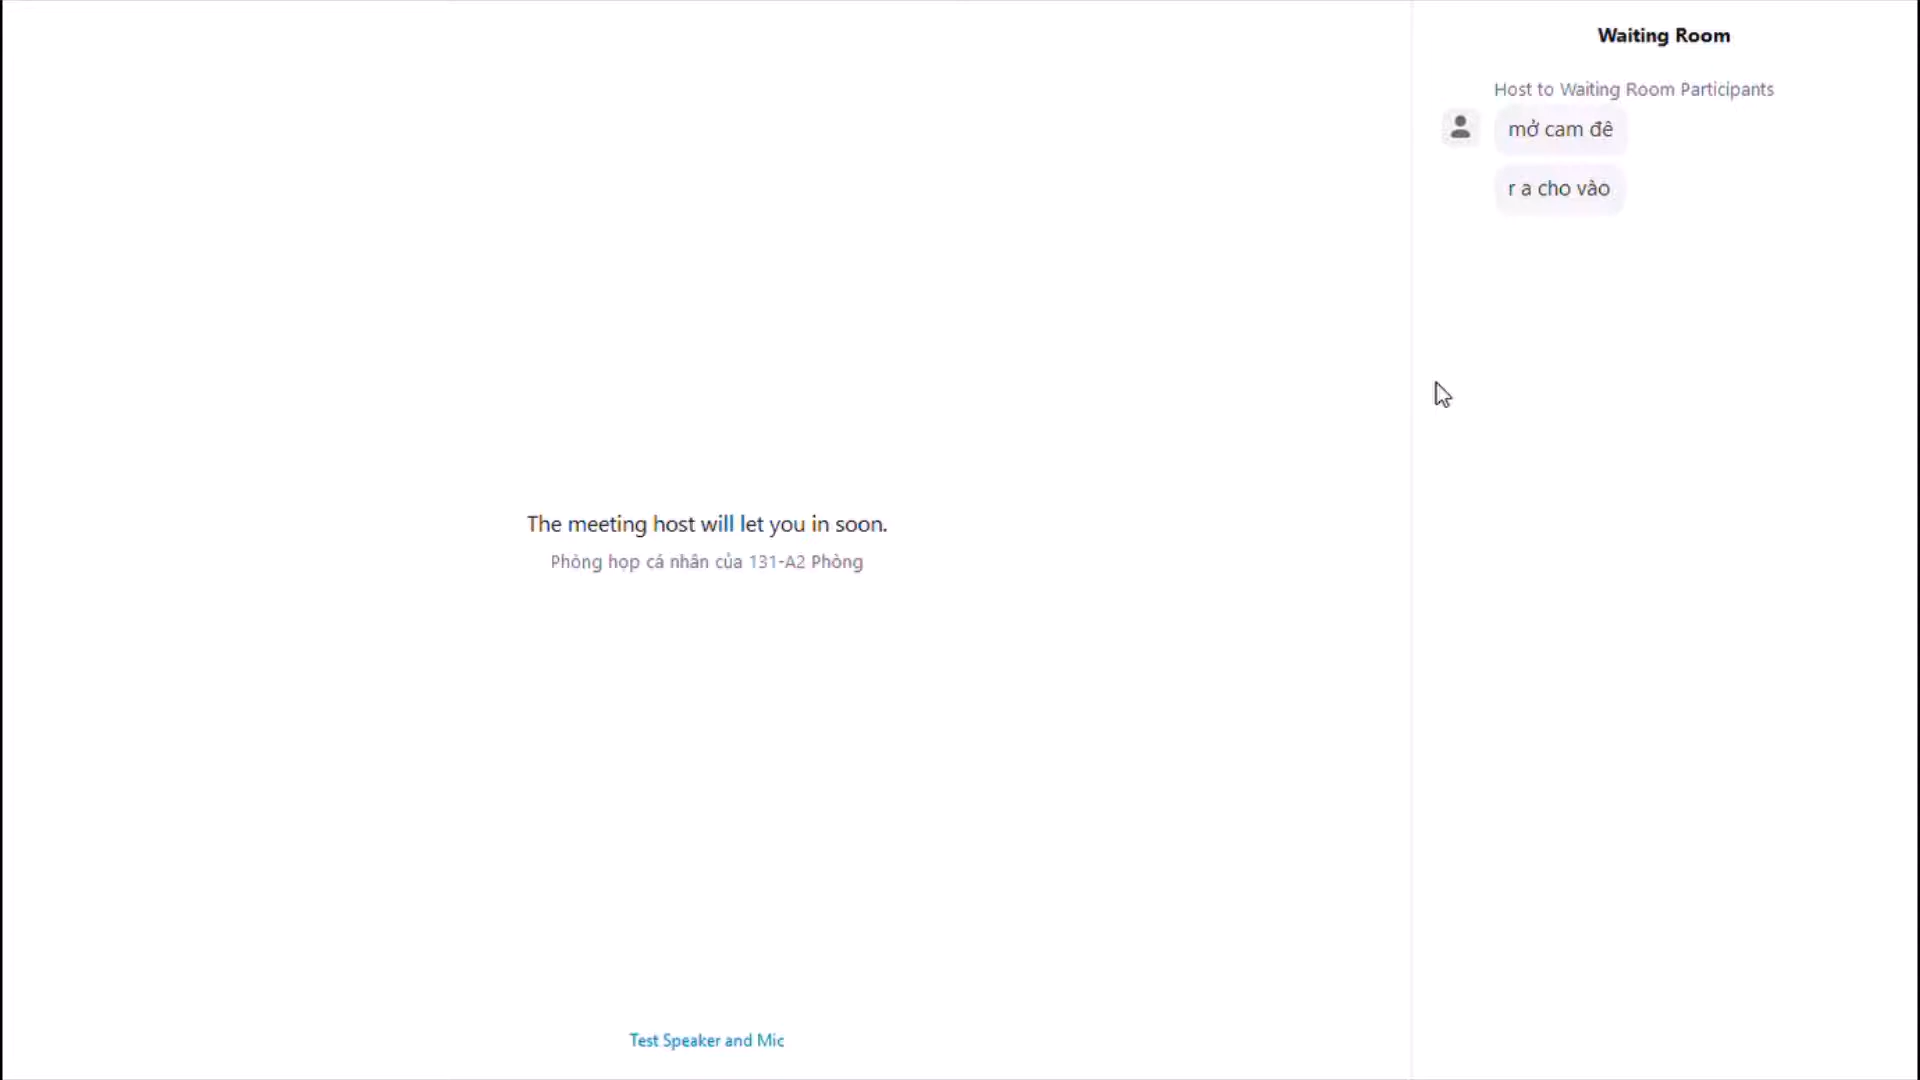 Waiting Room
Host to Waiting Room Participants
mở cam đê
r a cho vào
The meeting host will let you in soon.
Phòng họp cá nhân của 131-A2 Phòng
Test Speaker and Mic